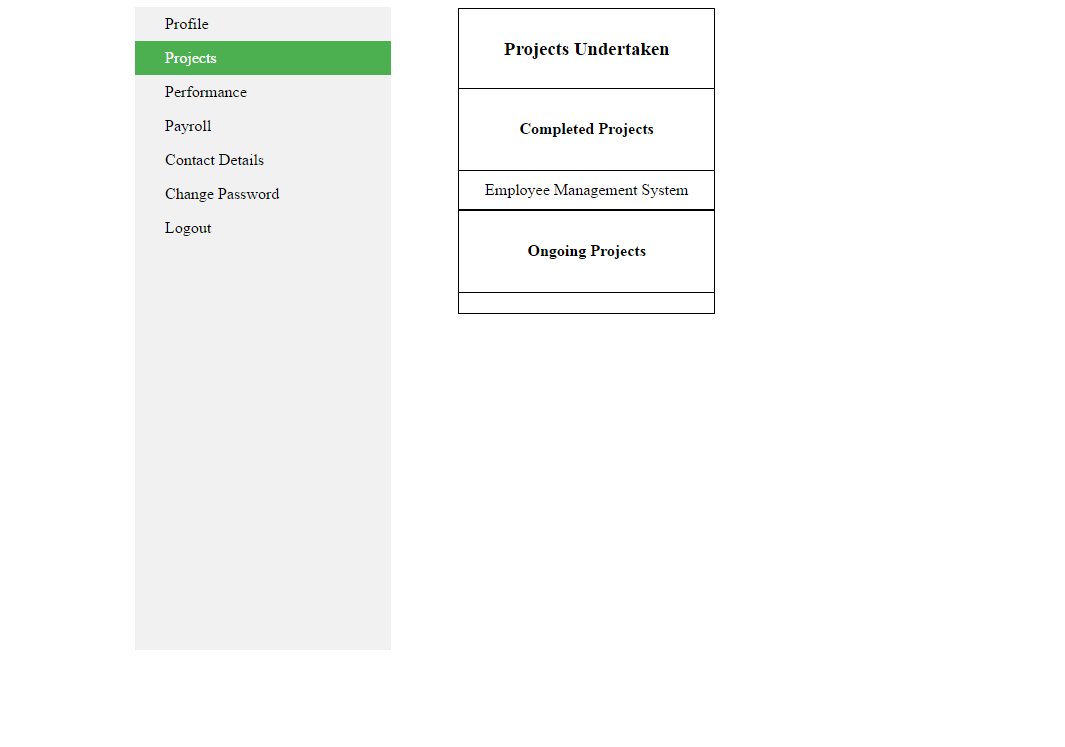 Profile
Projects
Performance
Payroll
Contact Details
Change Password
Logout
Projects Undertaken
Completed Projects
Employee Management System
Ongoing Projects